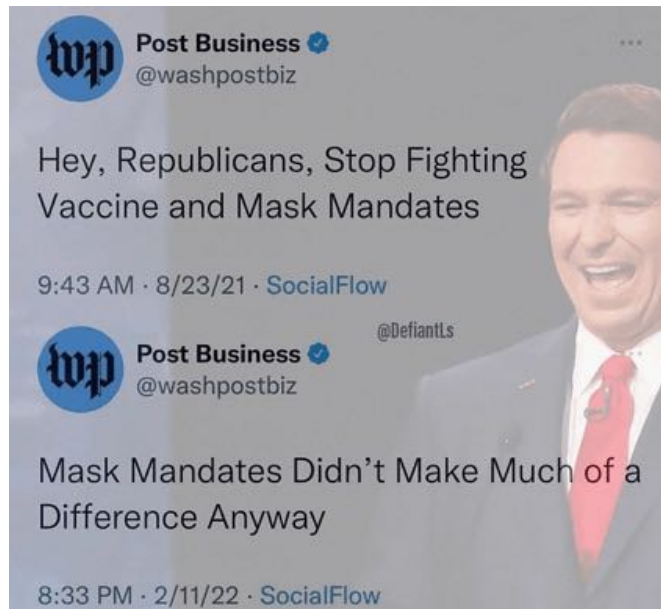 wp Post Business
@washpostbiz
Hey, Republicans, Stop Fighting
Vaccine and Mask Mandates
9:43 AM · 8/23/21 · SocialFlow
@DefiantLs
wp Post Business
@washpostbiz
Mask Mandates Didn’t Make Much of a
Difference Anyway
8:33 PM · 2/11/22 · SocialFlow